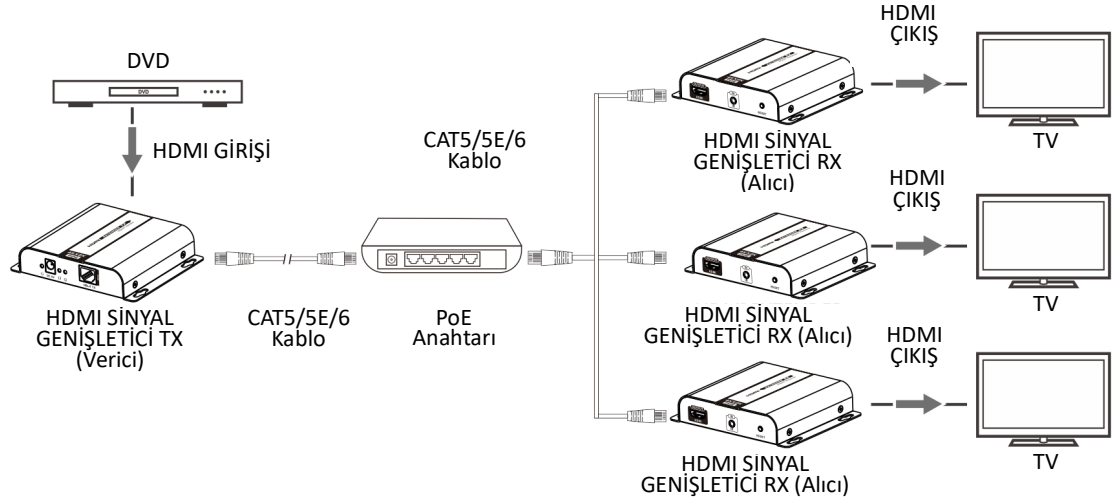 DVD
DVD
HDMI GİRİŞİ
HDMI SİNYAL
GENİŞLETİCİ TX
(Verici)
CAT5/5E/6
Kablo
CAT5/5E/6
Kablo
PoE
Anahtarı
HDMI SİNYAL
GENİŞLETİCİ RX
(Alıcı)
HDMI
ÇIKIŞ
TV
HDMI SİNYAL
GENİŞLETİCİ RX (Alıcı)
HDMI
ÇIKIŞ
TV
HDMI SİNYAL
GENİŞLETİCİ RX (Alıcı)
HDMI
ÇIKIŞ
TV